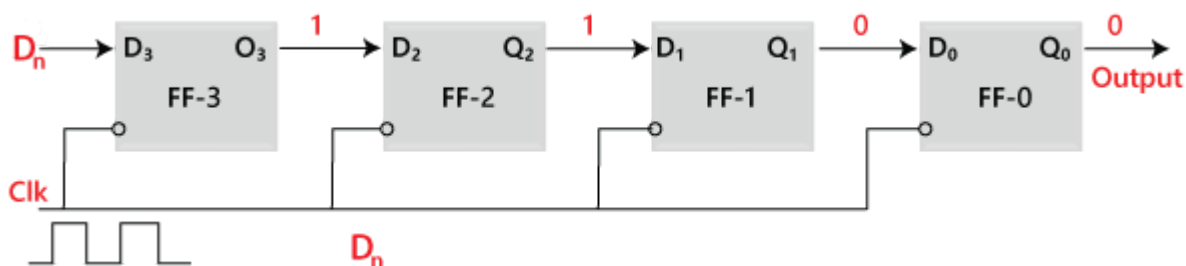 1 1 0 0
Dn D3 O3 D2 Q2 D1 Q1 D0 Q0
Output
FF-3 FF-2 FF-1 FF-0
Clk
Dn